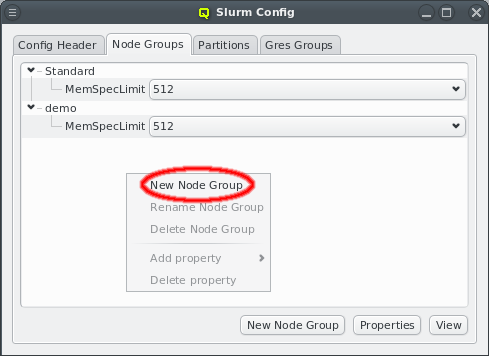 Slurm Config
Config Header Node Groups Partitions Gres Groups
Standard
MemSpecLimit 512
demo
MemSpecLimit 512
New Node Group
Rename Node Group
Delete Node Group
Add property
Delete property
New Node Group Properties View